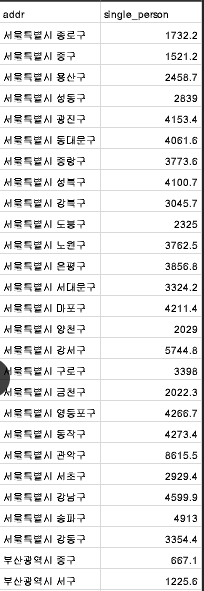 addr single_person
서울특별시 종로구 1732.2
서울특별시 중구 1521.2
서울특별시 용산구 2458.7
서울특별시 성동구 2839
서울특별시 광진구 4153.4
서울특별시 동대문구 4061.6
서울특별시 중랑구 3773.6
서울특별시 성북구 4100.7
서울특별시 강북구 3045.7
서울특별시 도봉구 2325
서울특별시 노원구 3762.5
서울특별시 은평구 3856.8
서울특별시 서대문구 3324.2
서울특별시 마포구 4211.4
서울특별시 양천구 2029
서울특별시 강서구 5744.8
서울특별시 구로구 3398
서울특별시 금천구 2022.3
서울특별시 영등포구 4266.7
서울특별시 동작구 4273.4
서울특별시 관악구 8615.5
서울특별시 서초구 2929.4
서울특별시 강남구 4599.9
서울특별시 송파구 4913
서울특별시 강동구 3354.4
부산광역시 중구 667.1
부산광역시 서구 1225.6